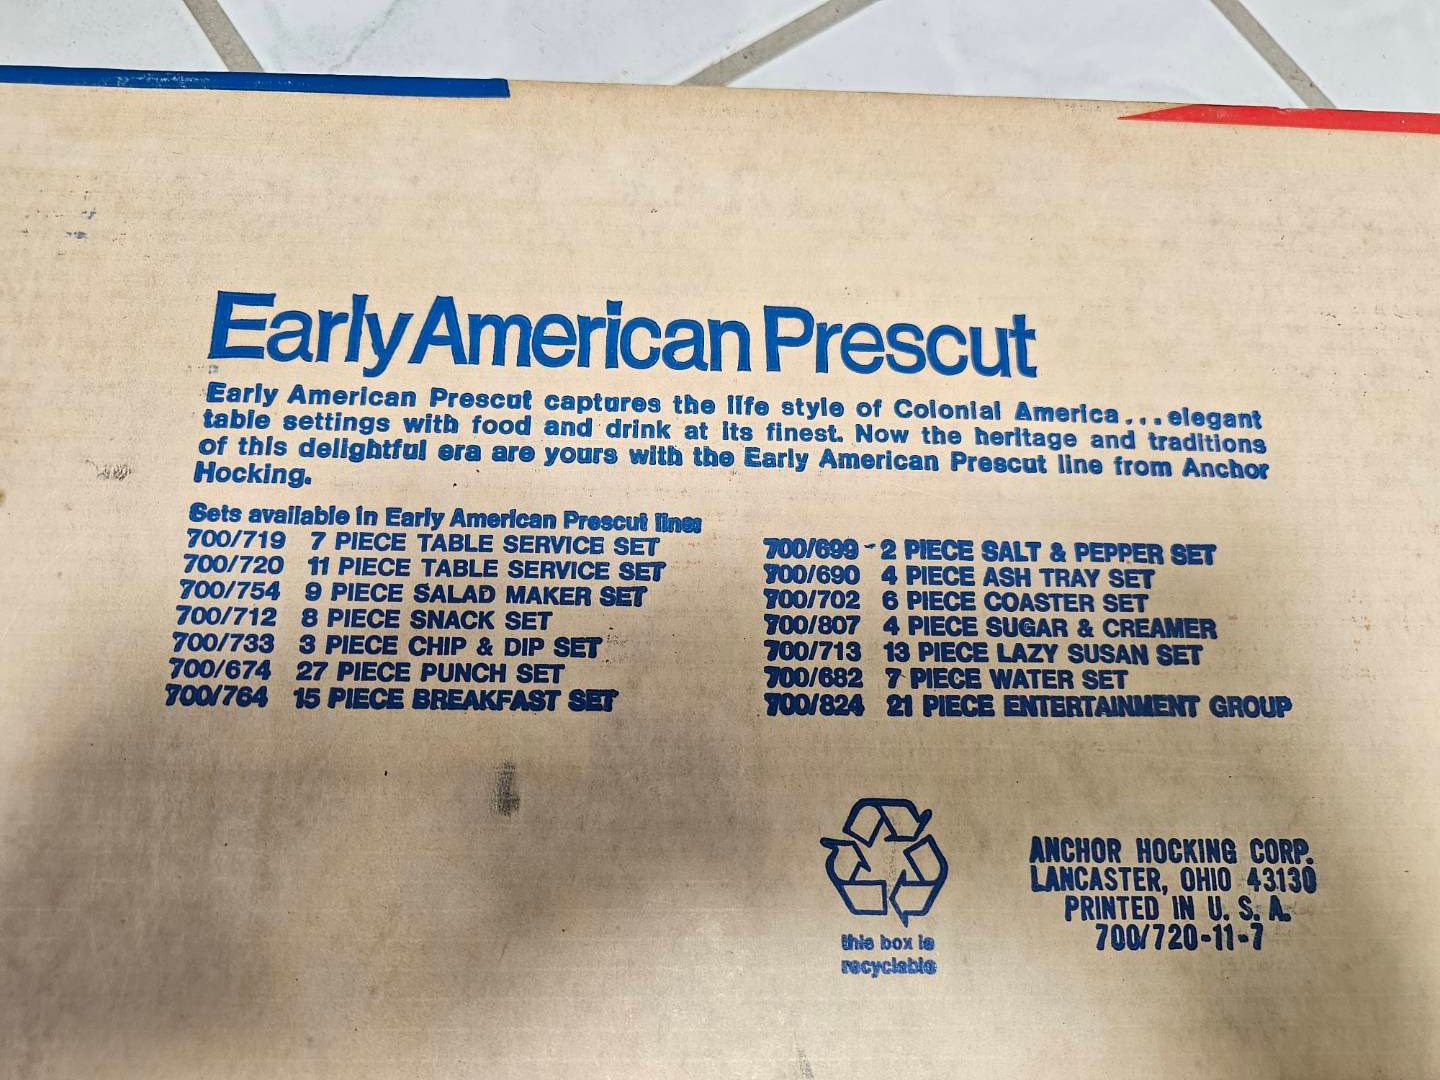 Early American Prescut
Early American Prescut captures the life style of Colonial America...elegant
table settings with food and drink at its finest. Now the heritage and traditions
of this delightful era are yours with the Early American Prescut line from Anchor
Hocking.
Sets available in Early American Prescut line:
700/719 7 PIECE TABLE SERVICE SET
700/720 11 PIECE TABLE SERVICE SET
700/754 9 PIECE SALAD MAKER SET
700/712 8 PIECE SNACK SET
700/733 3 PIECE CHIP & DIP SET
700/674 27 PIECE PUNCH SET
700/764 15 PIECE BREAKFAST SET
700/699 - 2 PIECE SALT & PEPPER SET
700/690 4 PIECE ASH TRAY SET
700/702 6 PIECE COASTER SET
700/807 4 PIECE SUGAR & CREAMER
700/713 13 PIECE LAZY SUSAN SET
700/682 7 PIECE WATER SET
700/824 21 PIECE ENTERTAINMENT GROUP
this box is
recyclable
ANCHOR HOCKING CORP.
LANCASTER, OHIO 43130
PRINTED IN U. S. A.
700/720-11-7